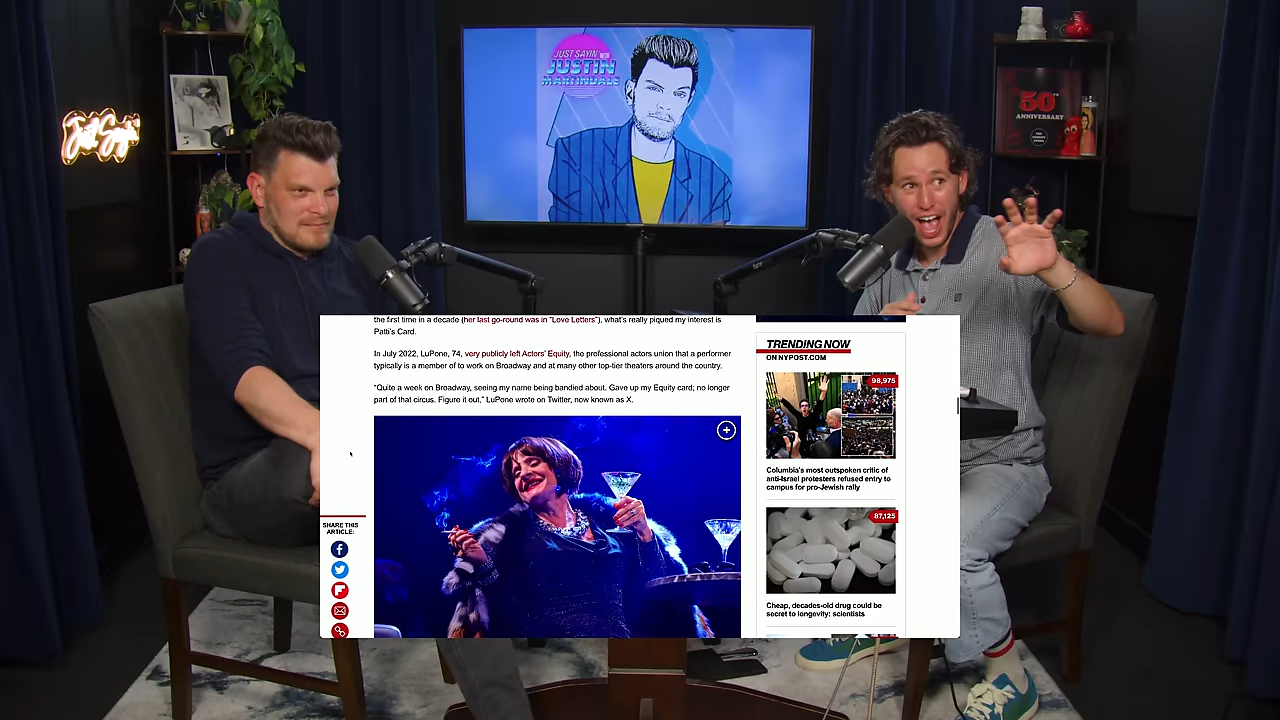 JUST SAYIN' WITH
JUSTIN
MARTINDALE
Just Sayin'
50TH
ANNIVERSARY
the first time in a decade (her last go-round was in "Love Letters"), what's really piqued my interest is
Patti's Card.
In July 2022, LuPone, 74, very publicly left Actors' Equity, the professional actors union that a performer
typically is a member of to work on Broadway and at many other top-tier theaters around the country.
"Quite a week on Broadway, seeing my name being bandied about. Gave up my Equity card; no longer
part of that circus. Figure it out," LuPone wrote on Twitter, now known as X.
SHARE THIS
ARTICLE:
TRENDING NOW
ON NYPOST.COM
98,975
Columbia's most outspoken critic of
anti-Israel protesters refused entry to
campus for pro-Jewish rally
87,125
Cheap, decades-old drug could be
secret to longevity: scientists